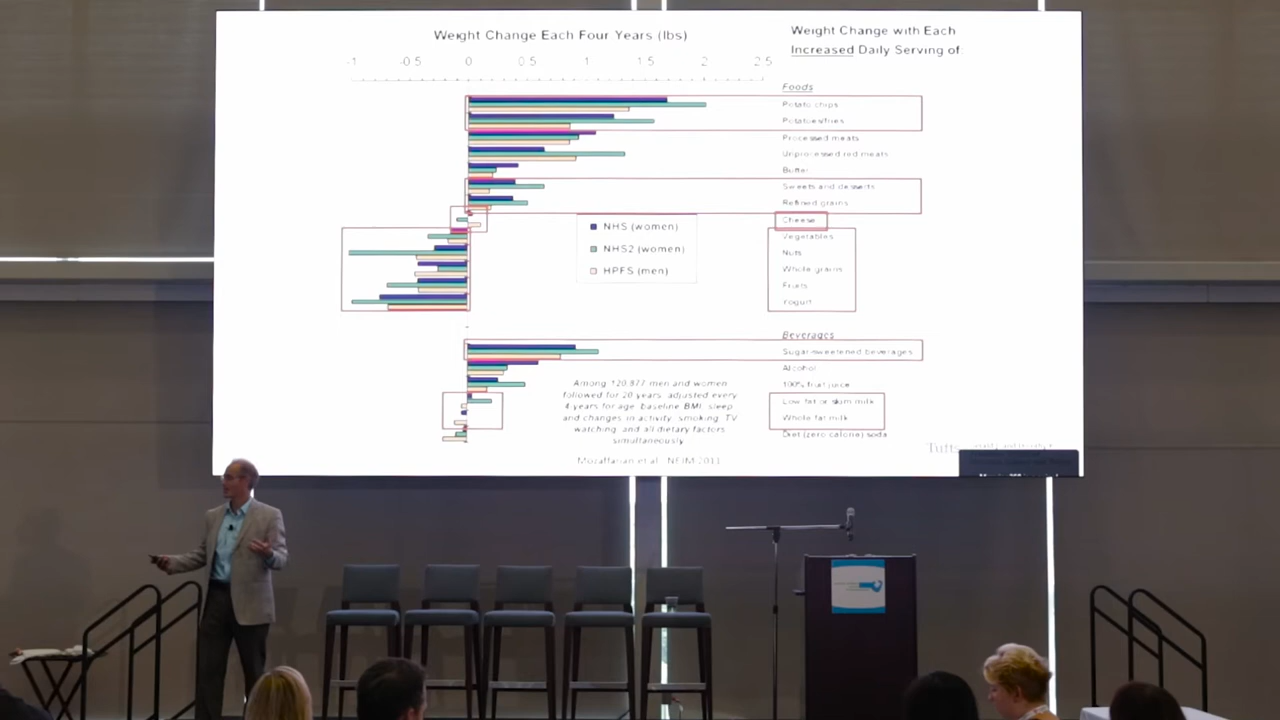 Weight Change Each Four Years (lbs)
Weight Change with Each
Increased Daily Serving of:
-1 -0.5 0 0.5 1 1.5 2 2.5
Foods
Potato chips
Potatoes/fries
Processed meats
Unprocessed red meats
Butter
Sweets and desserts
Refined grains
Cheese
Vegetables
Nuts
Whole grains
Fruits
Yogurt
NHS (women)
NHS2 (women)
HPFS (men)
Beverages
Sugar-sweetened beverages
Alcohol
100% fruit juice
Low fat or skim milk
Whole fat milk
Diet (zero calorie) soda
Among 120,877 men and women
followed for 20 years, adjusted every
4 years for age, baseline BMI, sleep
and changes in activity, smoking, TV
watching, and all dietary factors
simultaneously.
Mozaffarian et al. NEJM 2011
Tufts